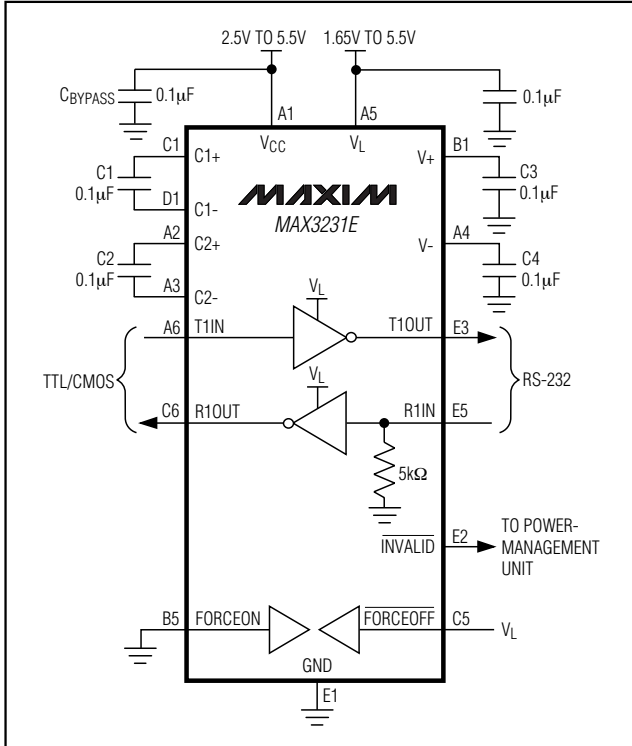 2.5V TO 5.5V 1.65V TO 5.5V
CBYPASS 0.1µF 0.1µF
A1 A5
VCC VL
C1 C1+ V+ B1
C1 0.1µF
C3 0.1µF
D1 C1-
MAXIM
MAX3231E
A2 C2+ V- A4
C2 0.1µF
C4 0.1µF
A3 C2-
VL
A6 T1IN T1OUT E3
TTL/CMOS RS-232
VL
C6 R1OUT R1IN E5
5kΩ
INVALID E2
TO POWER-
MANAGEMENT
UNIT
B5 FORCEON FORCEOFF C5 VL
GND
E1